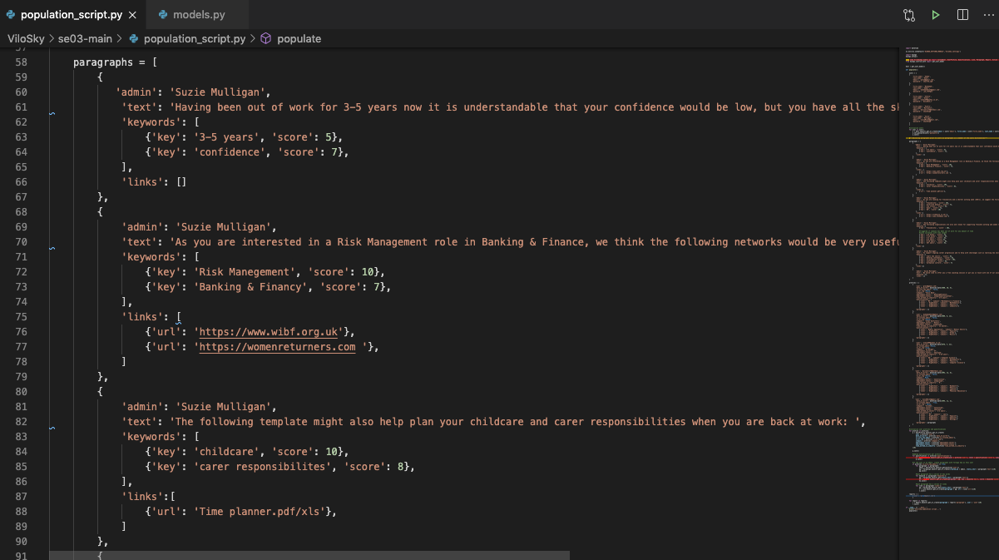 population_script.py × models.py
ViloSky > se03-main > population_script.py > populate
57
58 paragraphs = [
59 {
60 'admin': 'Suzie Mulligan',
61 'text': 'Having been out of work for 3-5 years now it is understandable that your confidence would be low, but you have all the sk
62 'keywords': [
63 {'key': '3-5 years', 'score': 5},
64 {'key': 'confidence', 'score': 7},
65 ],
66 'links': []
67 },
68 {
69 'admin': 'Suzie Mulligan',
70 'text': 'As you are interested in a Risk Management role in Banking & Finance, we think the following networks would be very usefu
71 'keywords': [
72 {'key': 'Risk Manegement', 'score': 10},
73 {'key': 'Banking & Financy', 'score': 7},
74 ],
75 'links': [
76 {'url': 'https://www.wibf.org.uk'},
77 {'url': 'https://womenreturners.com '},
78 ]
79 },
80 {
81 'admin': 'Suzie Mulligan',
82 'text': 'The following template might also help plan your childcare and carer responsibilities when you are back at work: ',
83 'keywords': [
84 {'key': 'childcare', 'score': 10},
85 {'key': 'carer responsibilites', 'score': 8},
86 ],
87 'links':[
88 {'url': 'Time planner.pdf/xls'},
89 ]
90 },
91 {